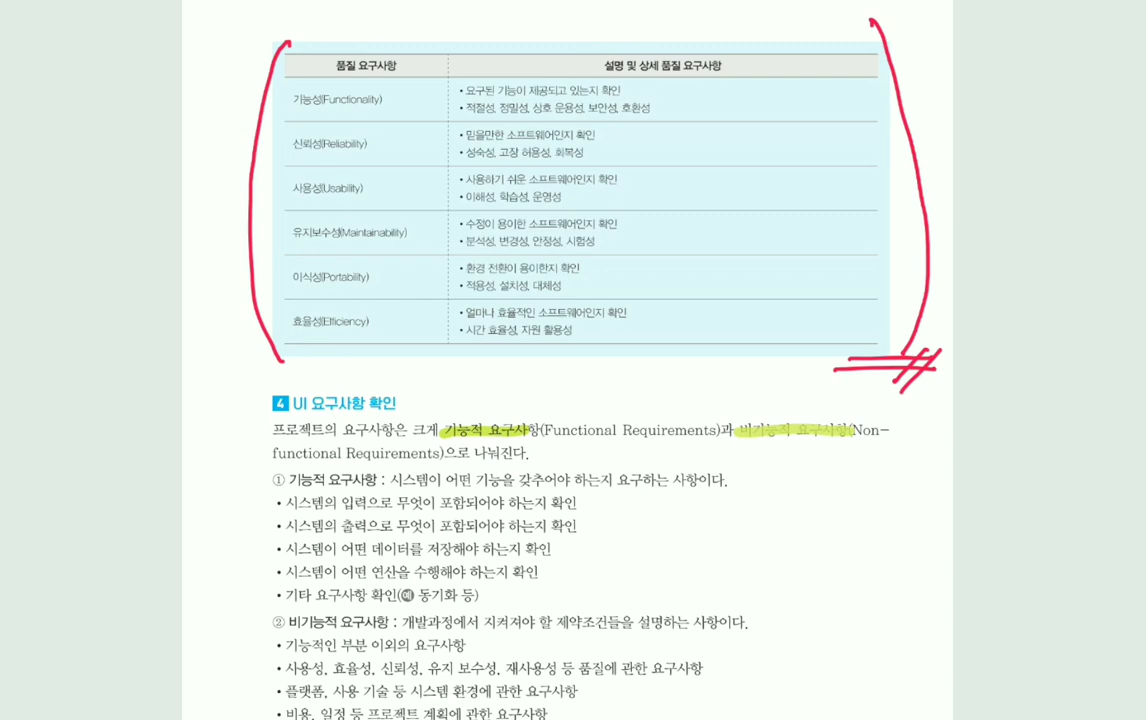 품질 요구사항 설명 및 상세 품질 요구사항
기능성(Functionality)
• 요구된 기능이 제공되고 있는지 확인
• 적절성, 정밀성, 상호 운용성, 보안성, 호환성
신뢰성(Reliability)
• 믿을만한 소프트웨어인지 확인
• 성숙성, 고장 허용성, 회복성
사용성(Usability)
• 사용하기 쉬운 소프트웨어인지 확인
• 이해성, 학습성, 운영성
유지보수성(Maintainability)
• 수정이 용이한 소프트웨어인지 확인
• 분석성, 변경성, 안정성, 시험성
이식성(Portability)
• 환경 전환이 용이한지 확인
• 적용성, 설치성, 대체성
효율성(Efficiency)
• 얼마나 효율적인 소프트웨어인지 확인
• 시간 효율성, 자원 활용성
4 UI 요구사항 확인
프로젝트의 요구사항은 크게 기능적 요구사항(Functional Requirements)과 비기능적 요구사항(Non-
functional Requirements)으로 나눠진다.
① 기능적 요구사항 : 시스템이 어떤 기능을 갖추어야 하는지 요구하는 사항이다.
• 시스템의 입력으로 무엇이 포함되어야 하는지 확인
• 시스템의 출력으로 무엇이 포함되어야 하는지 확인
• 시스템이 어떤 데이터를 저장해야 하는지 확인
• 시스템이 어떤 연산을 수행해야 하는지 확인
• 기타 요구사항 확인(예 동기화 등)
② 비기능적 요구사항 : 개발과정에서 지켜져야 할 제약조건들을 설명하는 사항이다.
• 기능적인 부분 이외의 요구사항
• 사용성, 효율성, 신뢰성, 유지 보수성, 재사용성 등 품질에 관한 요구사항
• 플랫폼, 사용 기술 등 시스템 환경에 관한 요구사항
• 비용, 일정 등 프로젝트 계획에 관한 요구사항